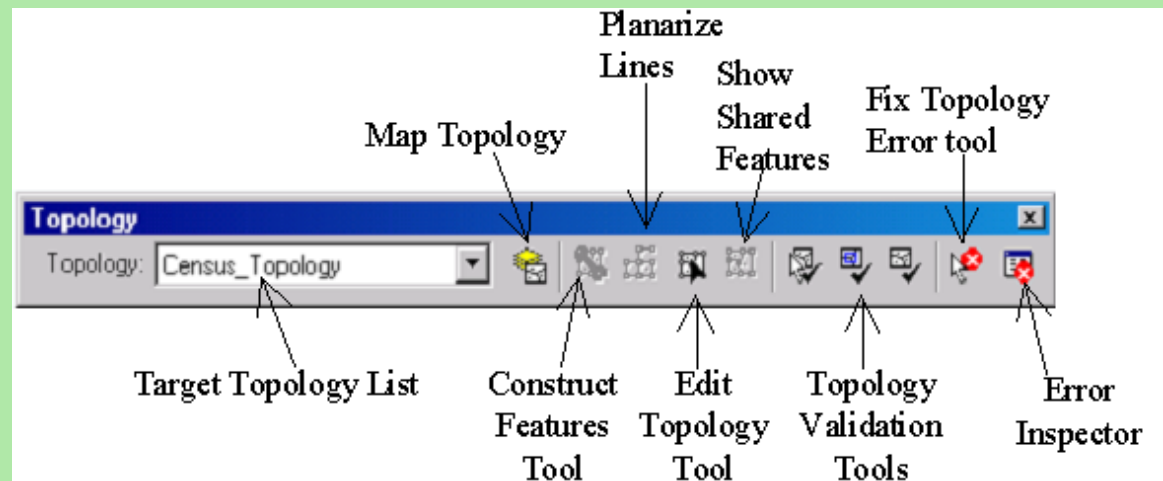 Planarize
Lines
Show
Shared
Features
Fix Topology
Error tool
Map Topology
Topology
Topology: Census_Topology
Target Topology List
Construct
Features
Tool
Edit
Topology
Tool
Topology
Validation
Tools
Error
Inspector